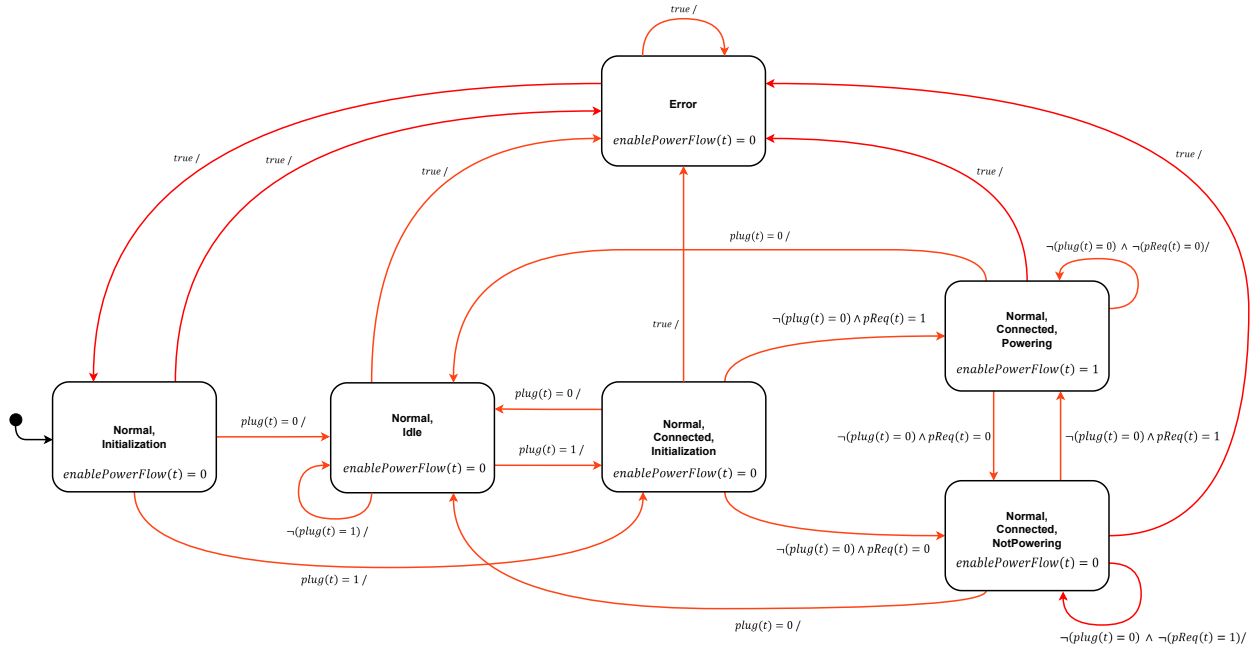 true /
Error
enablePowerFlow(t) = 0
true /
true /
true /
true /
true /
plug(t) = 0 /
¬(plug(t) = 0) ∧ ¬(pReq(t) = 0)/
true /
¬(plug(t) = 0) ∧ pReq(t) = 1
Normal,
Connected,
Powering
enablePowerFlow(t) = 1
Normal,
Initialization
enablePowerFlow(t) = 0
plug(t) = 0 /
Normal,
Idle
enablePowerFlow(t) = 0
plug(t) = 0 /
plug(t) = 1 /
Normal,
Connected,
Initialization
enablePowerFlow(t) = 0
¬(plug(t) = 0) ∧ pReq(t) = 0
¬(plug(t) = 0) ∧ pReq(t) = 1
¬(plug(t) = 1) /
plug(t) = 1 /
¬(plug(t) = 0) ∧ pReq(t) = 0
Normal,
Connected,
NotPowering
enablePowerFlow(t) = 0
plug(t) = 0 /
¬(plug(t) = 0) ∧ ¬(pReq(t) = 1)/